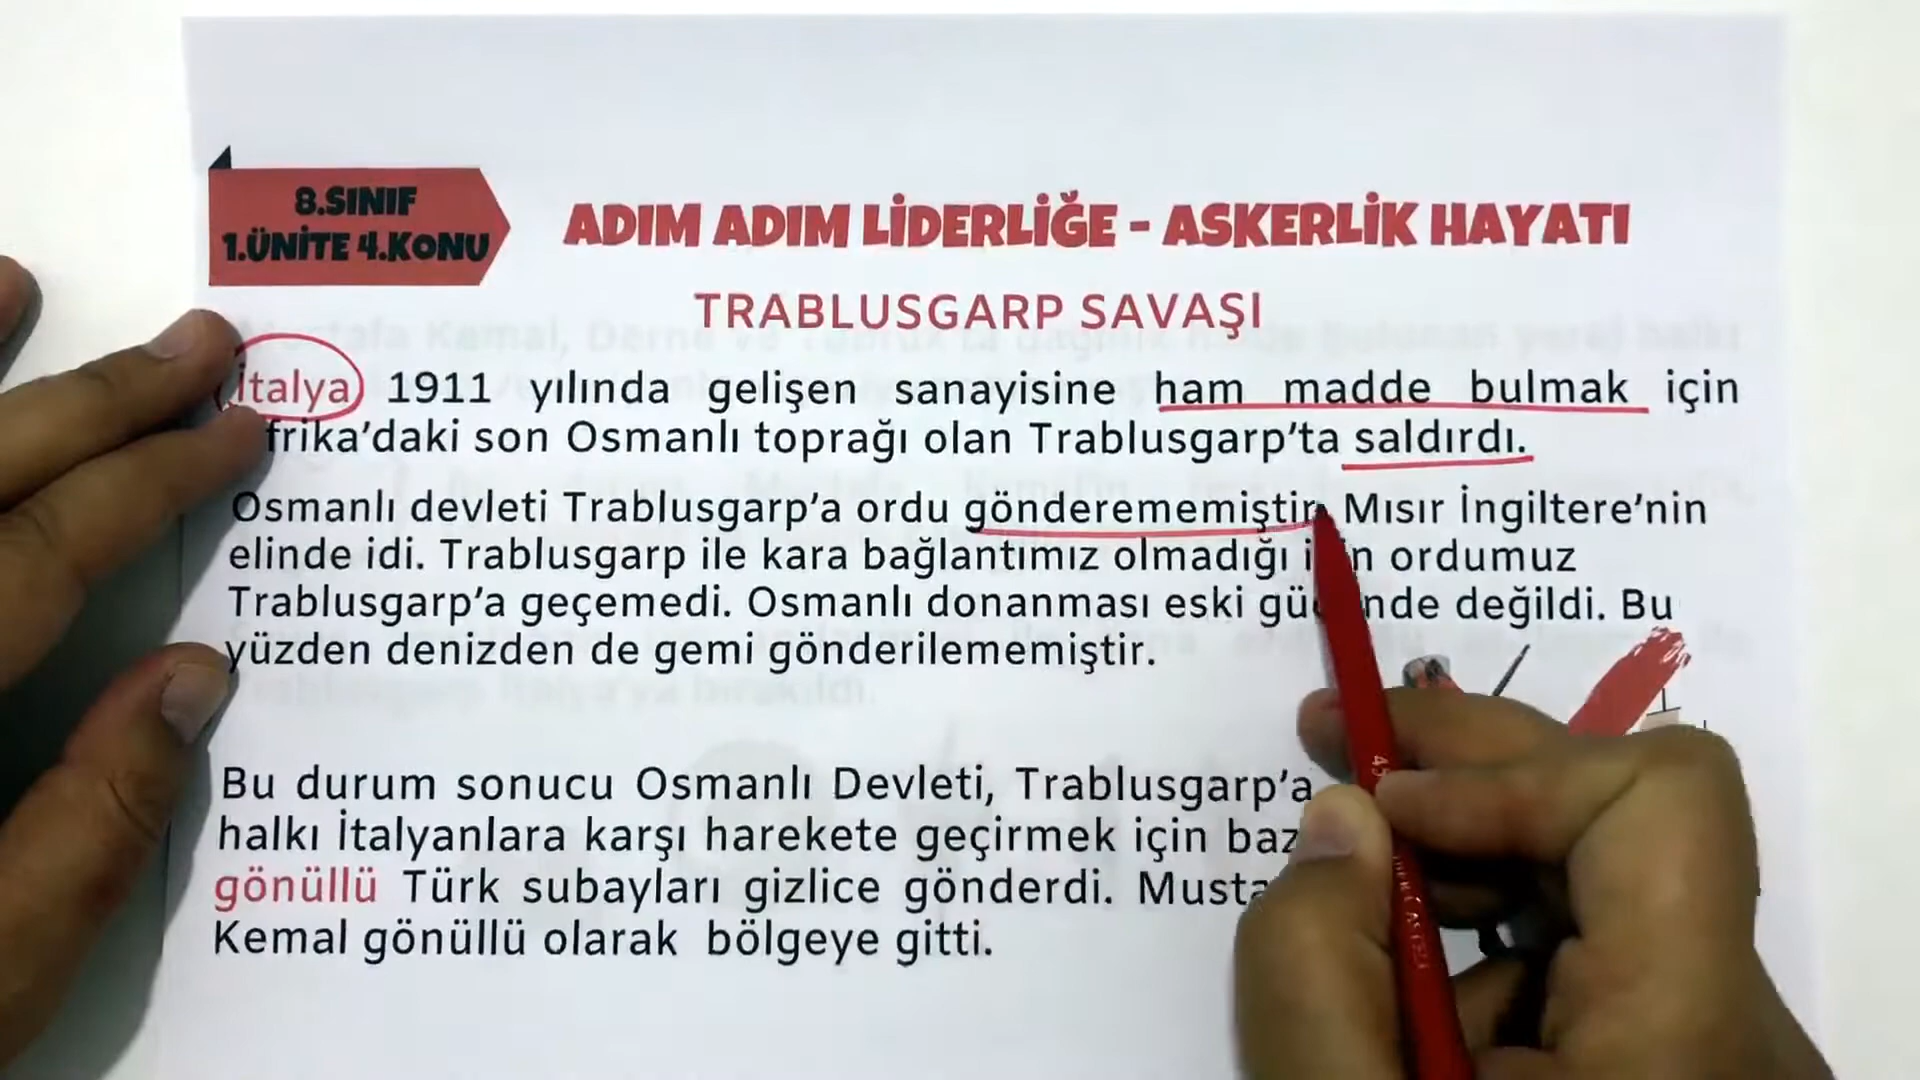 8.SINIF
1.ÜNİTE 4.KONU
ADIM ADIM LİDERLİĞE - ASKERLİK HAYATI
TRABLUSGARP SAVAŞI
İtalya 1911 yılında gelişen sanayisine ham madde bulmak için
frika’daki son Osmanlı toprağı olan Trablusgarp’ta saldırdı.
Osmanlı devleti Trablusgarp’a ordu gönderememiştir Mısır İngiltere’nin
elinde idi. Trablusgarp ile kara bağlantımız olmadığı ordumuz
Trablusgarp’a geçemedi. Osmanlı donanması eski değildi. Bu
yüzden denizden de gemi gönderilememiştir.
Bu durum sonucu Osmanlı Devleti, Trablusgarp’a
halkı İtalyanlara karşı harekete geçirmek için baz
gönüllü Türk subayları gizlice gönderdi. Musta
Kemal gönüllü olarak bölgeye gitti.